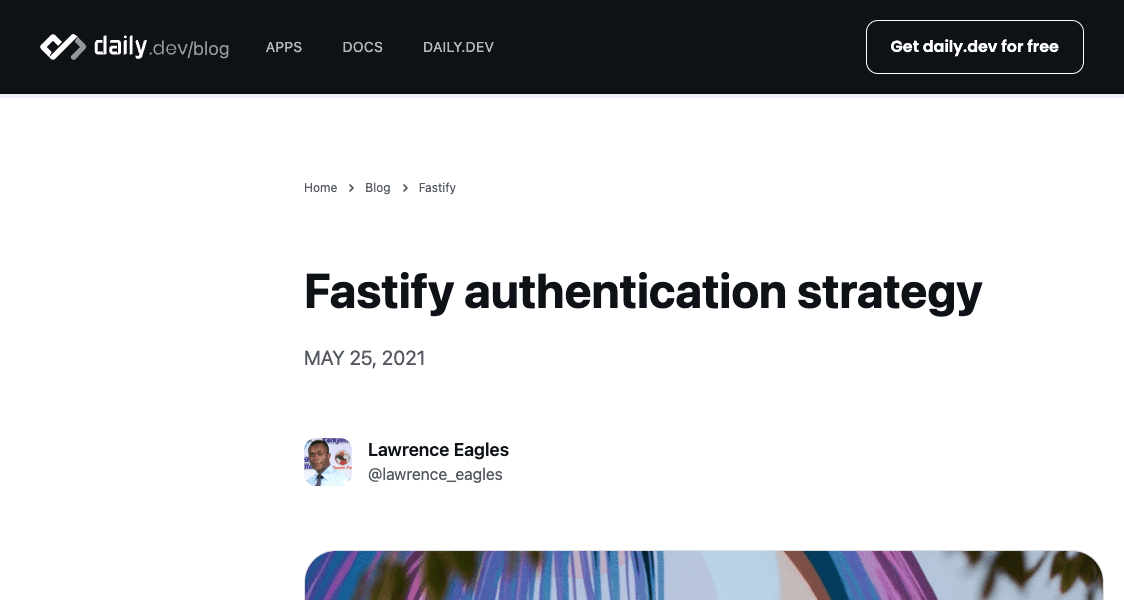 daily.dev/blog APPS DOCS DAILY.DEV Get daily.dev for free
Home > Blog > Fastify
Fastify authentication strategy
MAY 25, 2021
Lawrence Eagles
@lawrence_eagles